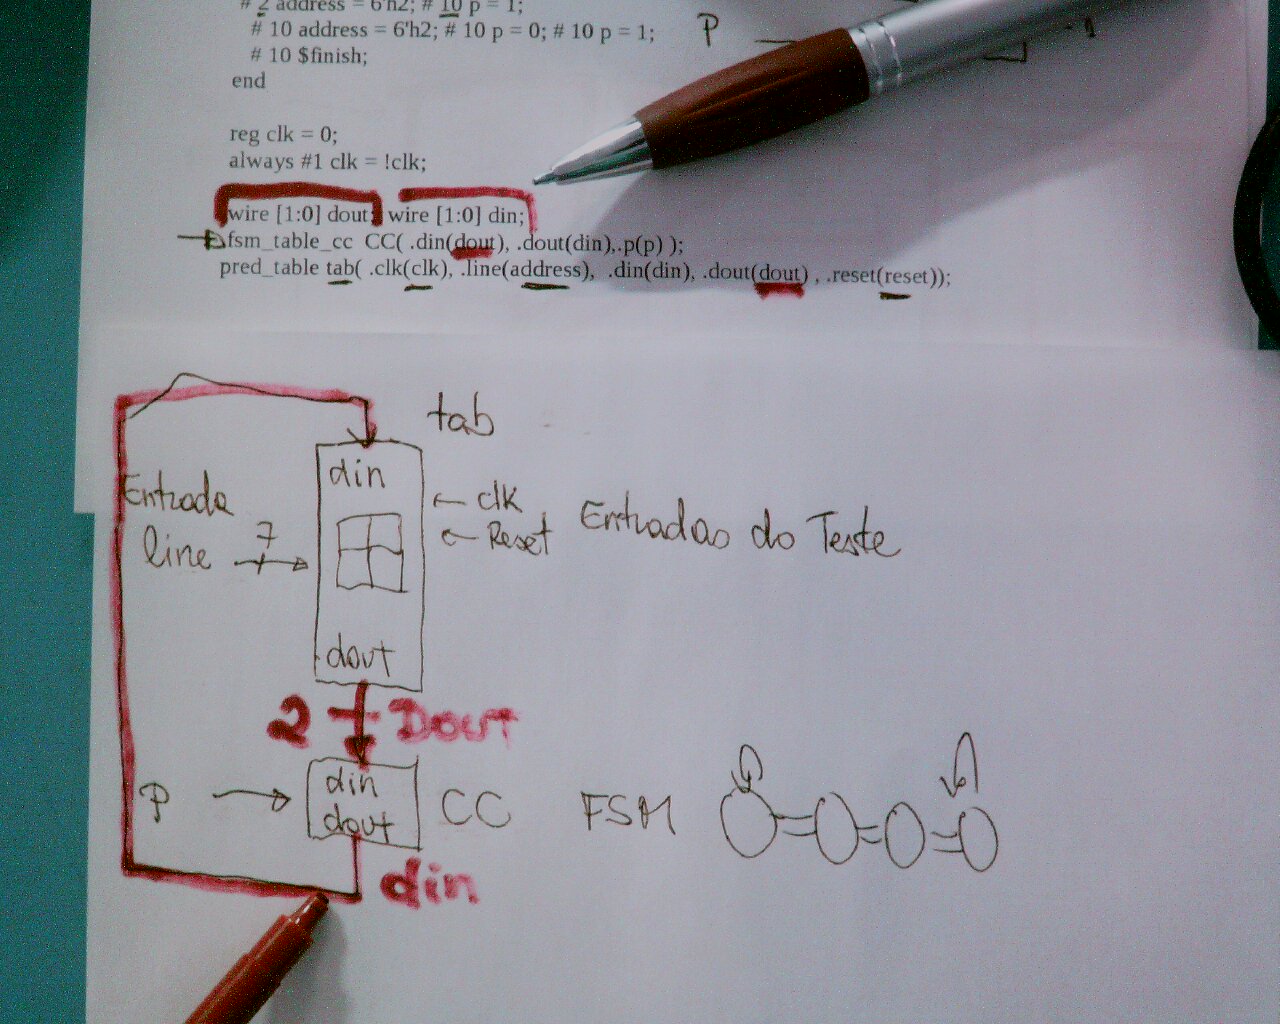 # 2 address = 6'h2; # 10 p = 1;
# 10 address = 6'h2; # 10 p = 0; # 10 p = 1;
P
# 10 $finish;
end
reg clk = 0;
always #1 clk = !clk;
wire [1:0] dout; wire [1:0] din;
fsm_table_cc CC( .din(dout), .dout(din),.p(p) );
pred_table tab( .clk(clk), .line(address), .din(din), .dout(dout) , .reset(reset));
tab
din
Entrada
line 7
← clk
← Reset
Entradas do Teste
dout
2 Dout
P
din
dout
CC
FSM
din